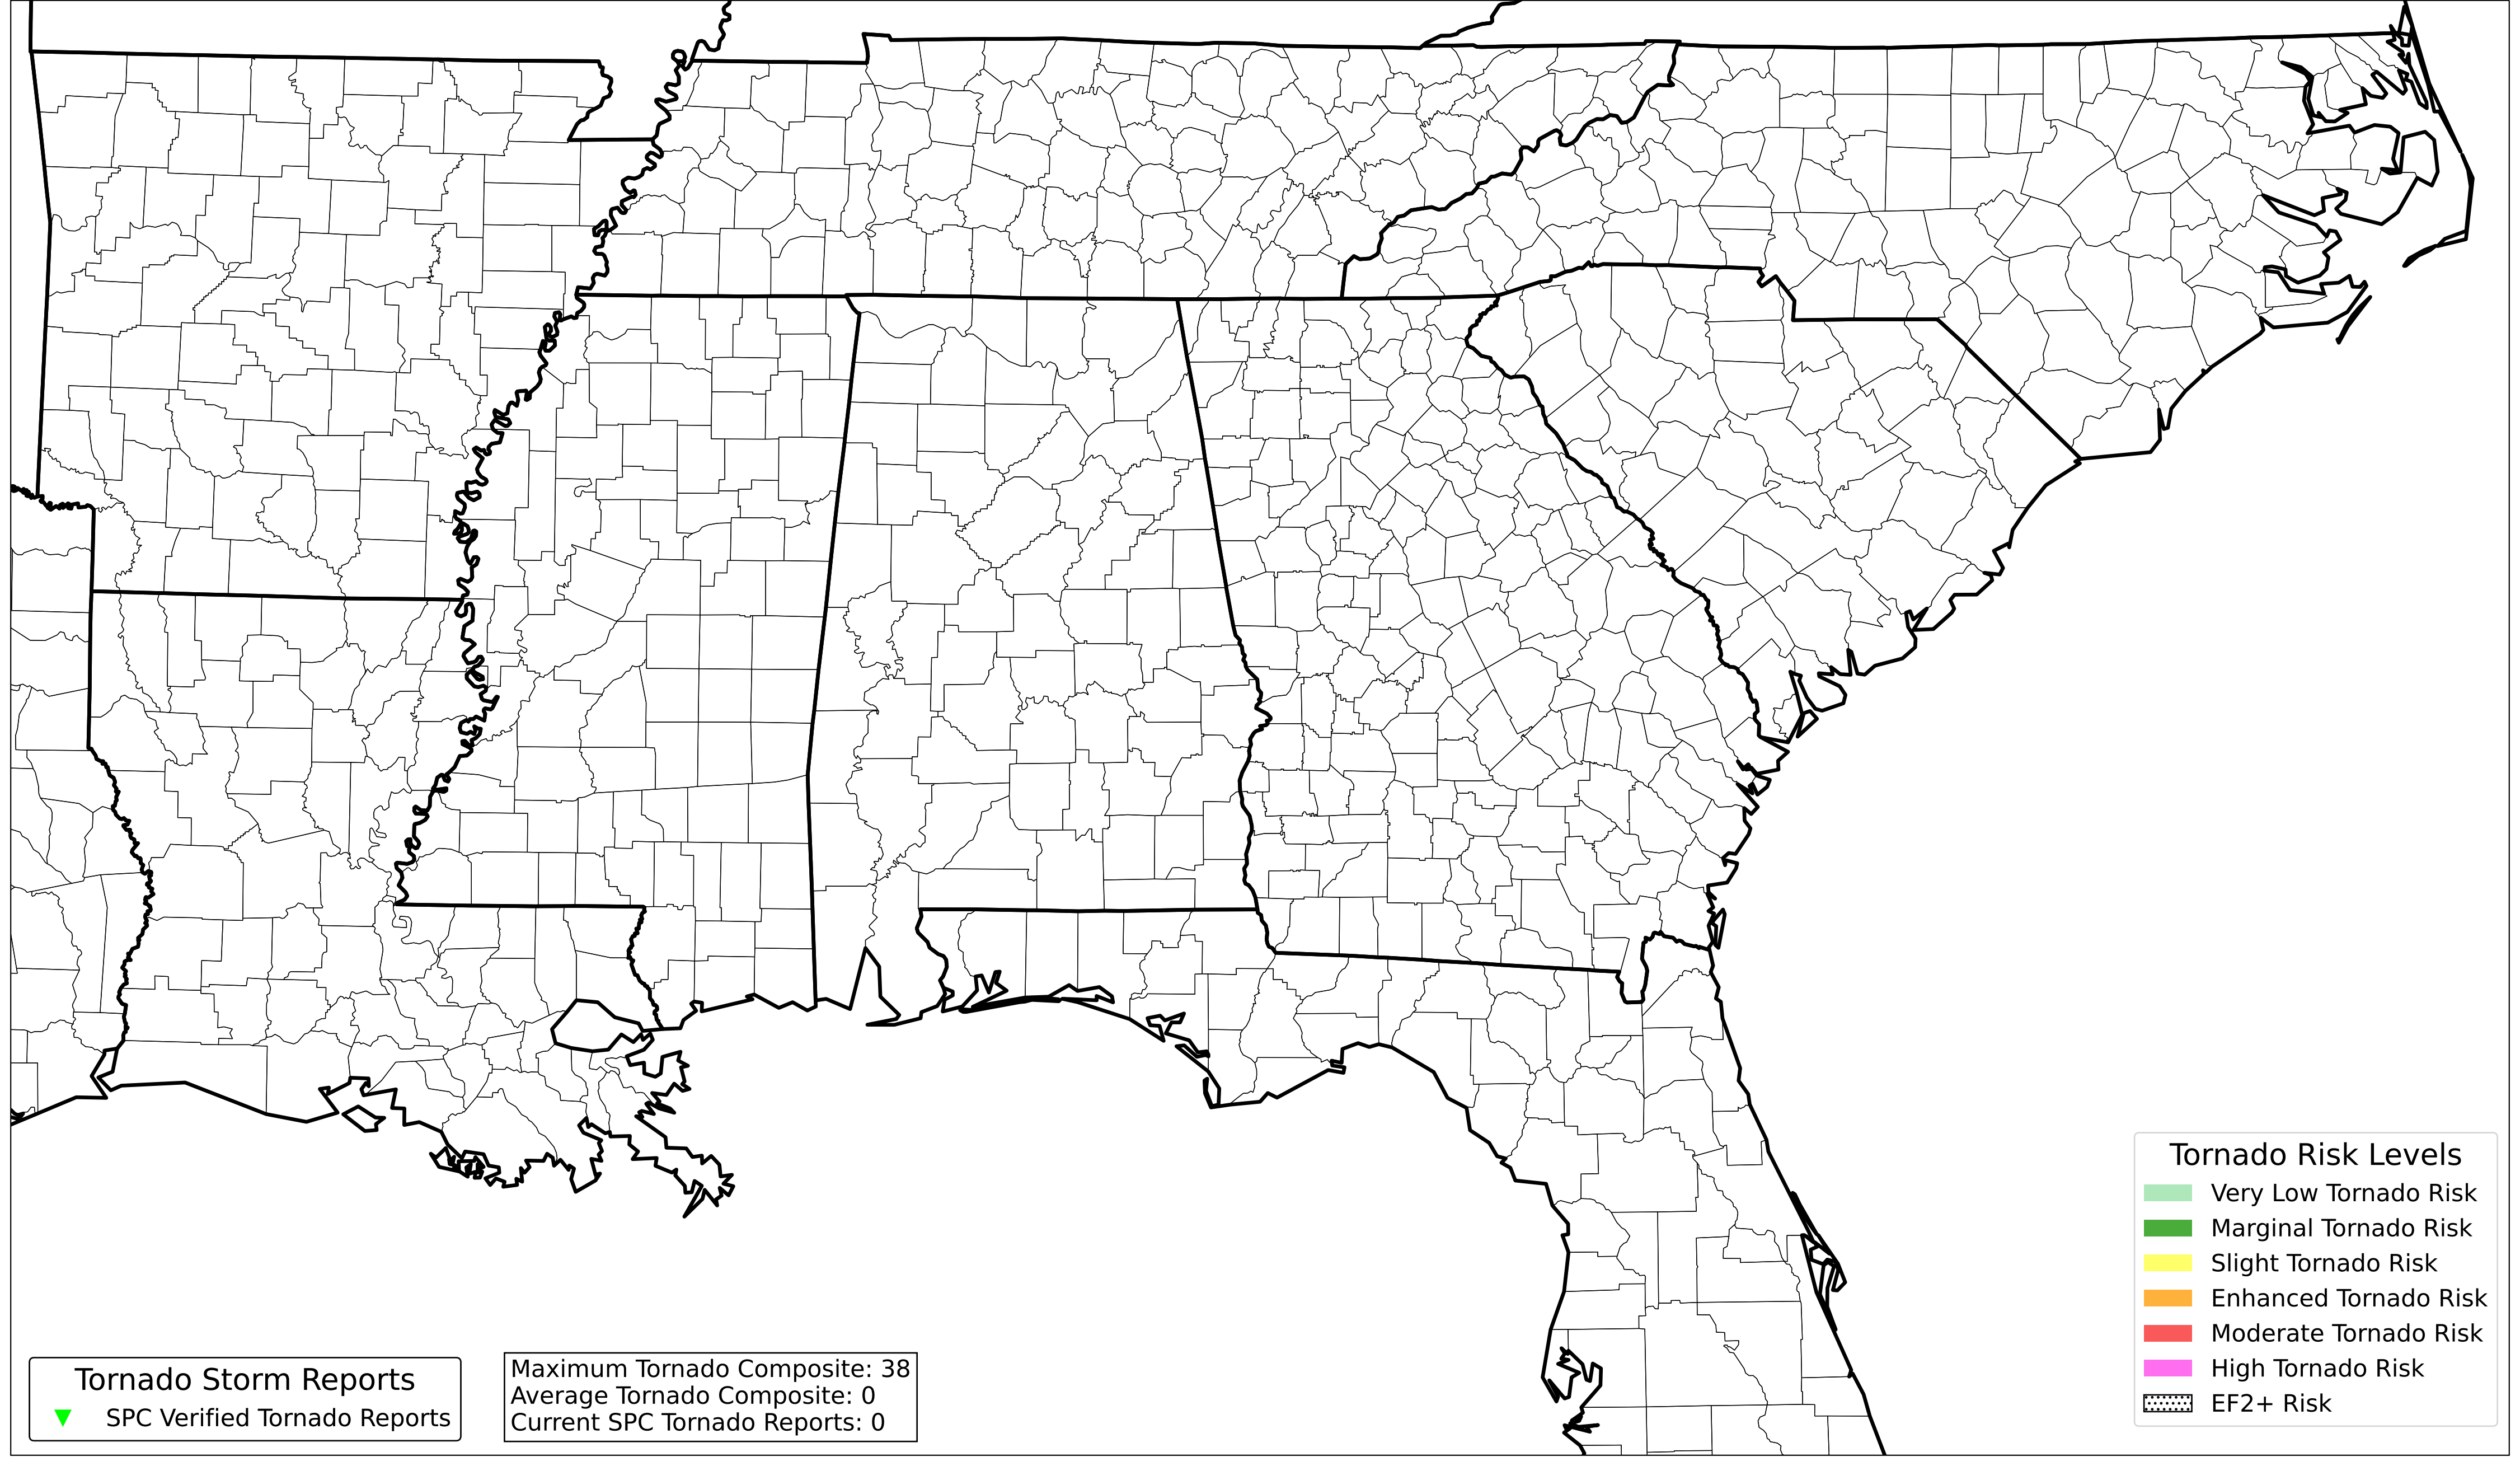 Tornado Risk Levels
Very Low Tornado Risk
Marginal Tornado Risk
Slight Tornado Risk
Enhanced Tornado Risk
Moderate Tornado Risk
High Tornado Risk
EF2+ Risk
Tornado Storm Reports
SPC Verified Tornado Reports
Maximum Tornado Composite: 38
Average Tornado Composite: 0
Current SPC Tornado Reports: 0